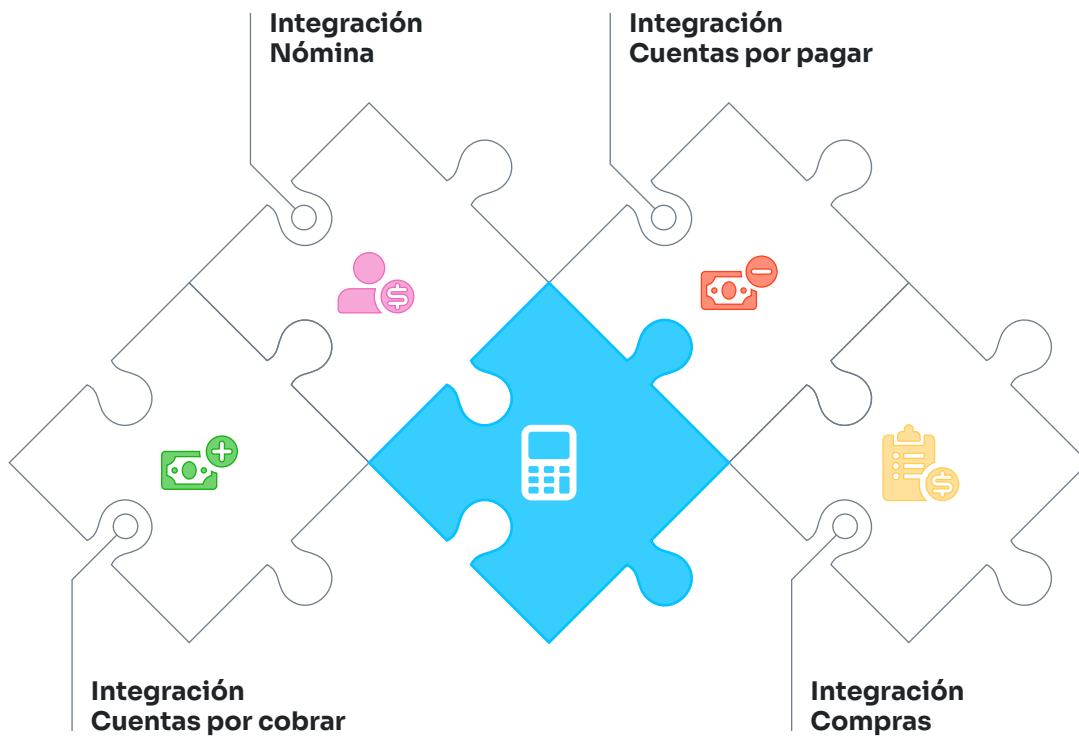 Integración
Nómina
Integración
Cuentas por pagar
Integración
Cuentas por cobrar
Integración
Compras